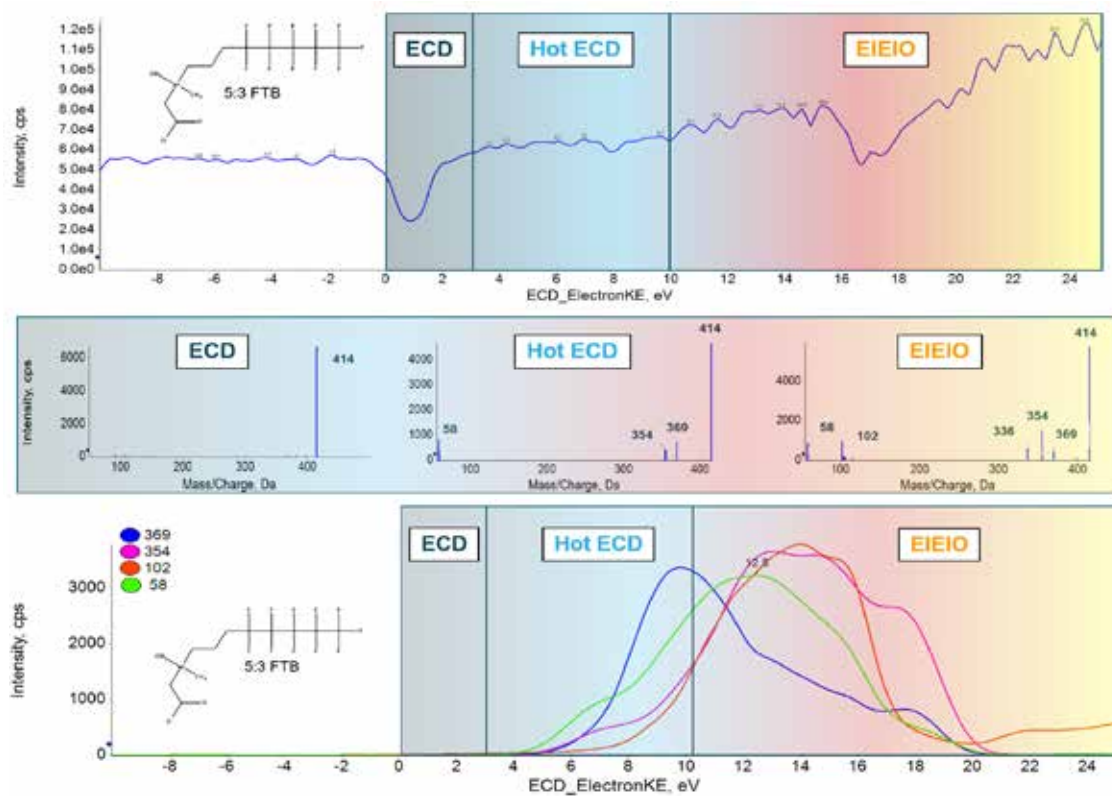 ECD
Hot ECD
EIEIO
5:3 FTB
Intensity, cps
1.2e5
1.1e5
1.0e5
9.0e4
8.0e4
7.0e4
6.0e4
5.0e4
4.0e4
3.0e4
2.0e4
1.0e4
0.0e0
-8 -6 -4 -2 0 2 4 6 8 10 12 14 16 18 20 22 24
ECD_ElectronKE, eV
ECD
Intensity, cps
6000
4000
2000
0
414
100 200 300 400
Mass/Charge, Da
Hot ECD
4000
3000
2000
1000
0
58
354
369
414
100 200 300 400
Mass/Charge, Da
EIEIO
4000
2000
0
58
102
336
354
369
414
100 200 300 400
Mass/Charge, Da
369
354
102
58
ECD
Hot ECD
EIEIO
5:3 FTB
Intensity, cps
3000
2000
1000
0
-8 -6 -4 -2 0 2 4 6 8 10 12 14 16 18 20 22 24
ECD_ElectronKE, eV